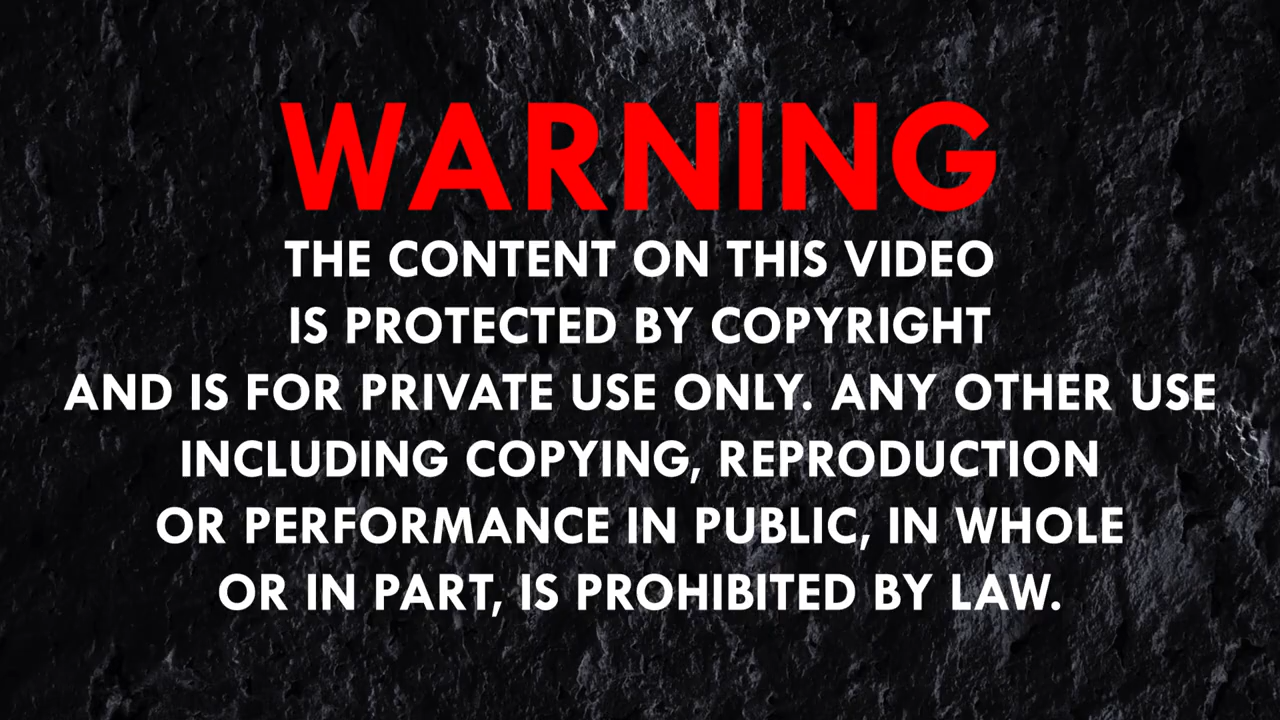 WARNING
THE CONTENT ON THIS VIDEO
IS PROTECTED BY COPYRIGHT
AND IS FOR PRIVATE USE ONLY. ANY OTHER USE
INCLUDING COPYING, REPRODUCTION
OR PERFORMANCE IN PUBLIC, IN WHOLE
OR IN PART, IS PROHIBITED BY LAW.